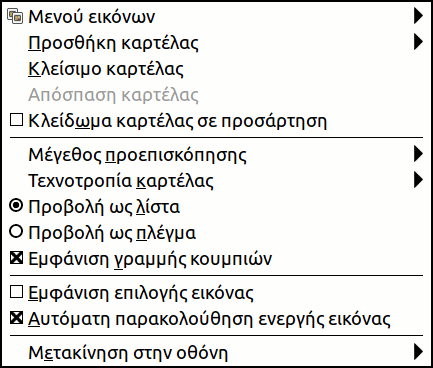 Μενού εικόνων
Προσθήκη καρτέλας
Κλείσιμο καρτέλας
Απόσπαση καρτέλας
Κλείδωμα καρτέλας σε προσάρτηση
Μέγεθος προεπισκόπησης
Τεχνοτροπία καρτέλας
Προβολή ως λίστα
Προβολή ως πλέγμα
Εμφάνιση γραμμής κουμπιών
Εμφάνιση επιλογής εικόνας
Αυτόματη παρακολούθηση ενεργής εικόνας
Μετακίνηση στην οθόνη